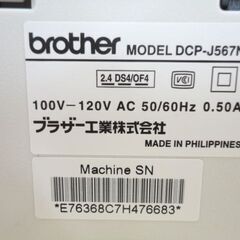 brother MODEL DCP-J567N
2.4 DS4/OF4
VCI
100V－120V AC 50/60Hz 0.50A
ブラザー工業株式会社
MADE IN PHILIPPINES
Machine SN
*E76368C7H476683*